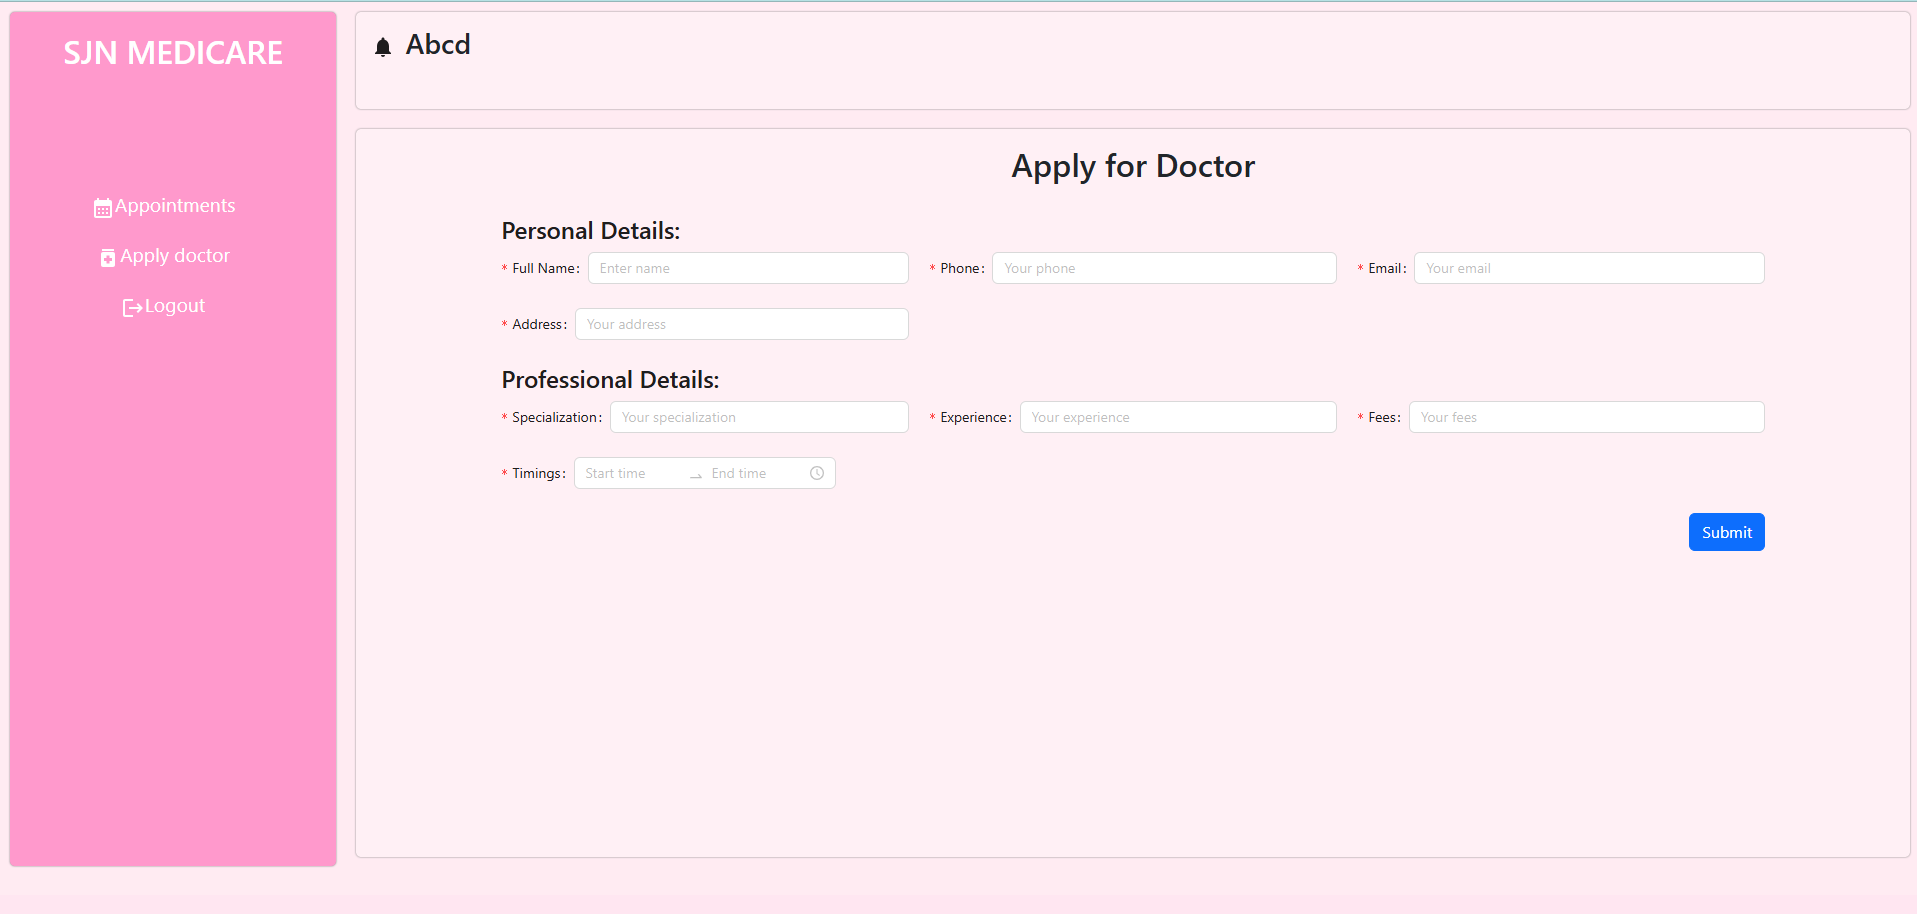 SJN MEDICARE
Appointments
Apply doctor
Logout
Abcd
Apply for Doctor
Personal Details:
* Full Name: Enter name * Phone: Your phone * Email: Your email
* Address: Your address
Professional Details:
* Specialization: Your specialization * Experience: Your experience * Fees: Your fees
* Timings: Start time End time
Submit